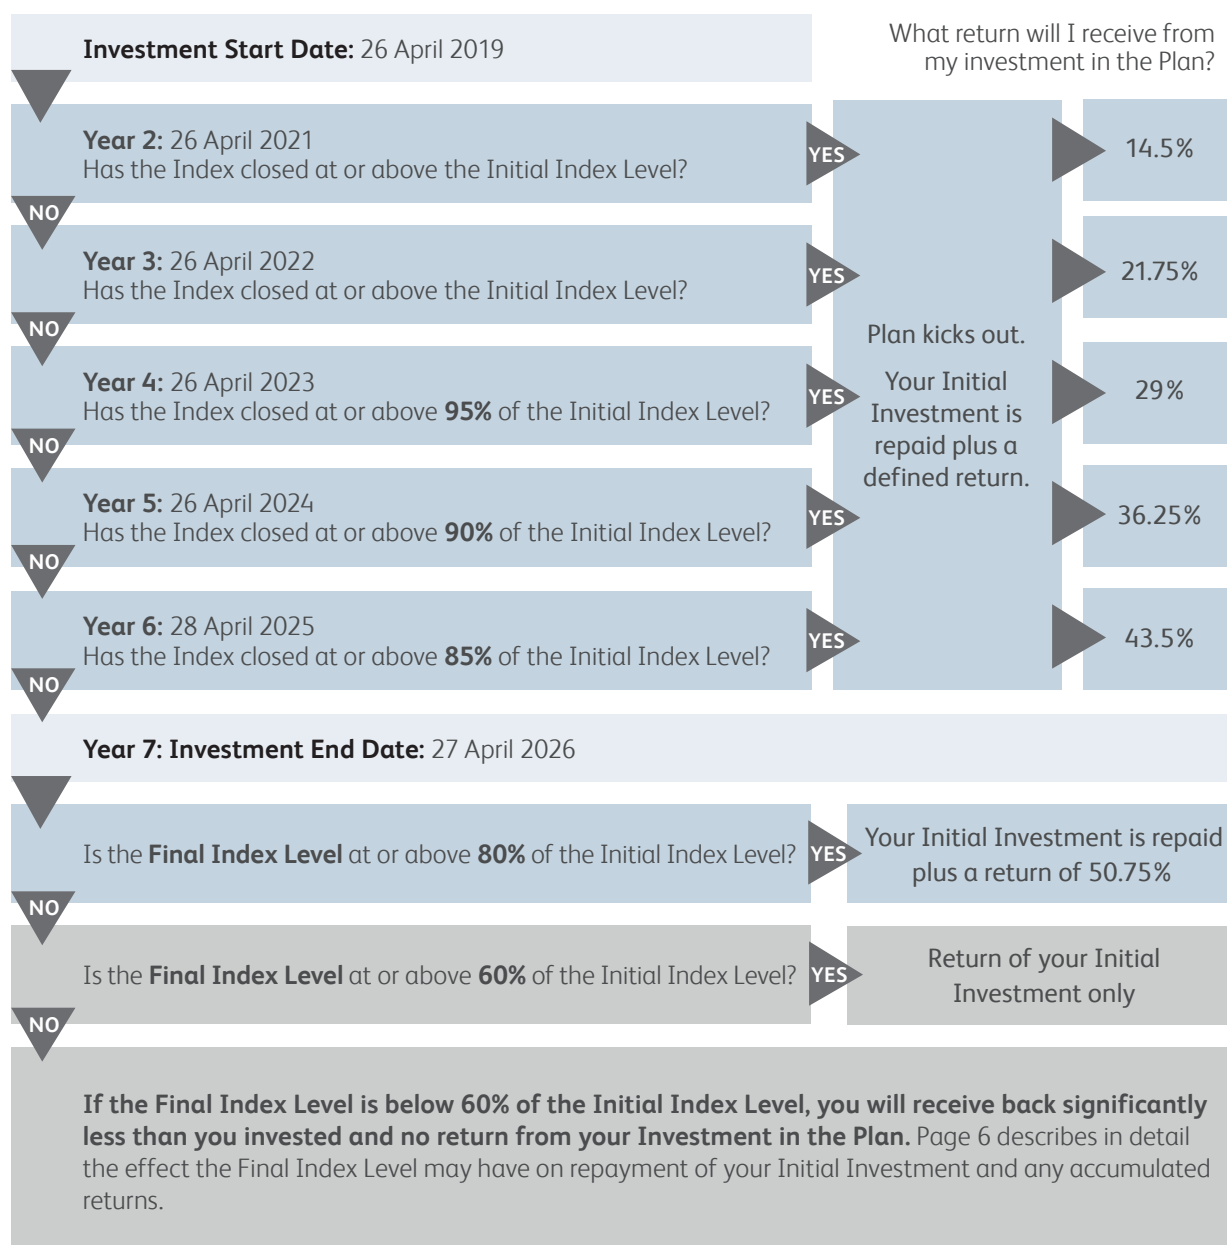 Investment Start Date: 26 April 2019
What return will I receive from
my investment in the Plan?
Year 2: 26 April 2021
Has the Index closed at or above the Initial Index Level?
YES
14.5%
NO
Year 3: 26 April 2022
Has the Index closed at or above the Initial Index Level?
YES
21.75%
NO
Plan kicks out.
Your Initial
Investment is
repaid plus a
defined return.
Year 4: 26 April 2023
Has the Index closed at or above 95% of the Initial Index Level?
YES
29%
NO
Year 5: 26 April 2024
Has the Index closed at or above 90% of the Initial Index Level?
YES
36.25%
NO
Year 6: 28 April 2025
Has the Index closed at or above 85% of the Initial Index Level?
YES
43.5%
NO
Year 7: Investment End Date: 27 April 2026
Is the Final Index Level at or above 80% of the Initial Index Level?
YES
Your Initial Investment is repaid
plus a return of 50.75%
NO
Is the Final Index Level at or above 60% of the Initial Index Level?
YES
Return of your Initial
Investment only
NO
If the Final Index Level is below 60% of the Initial Index Level, you will receive back significantly
less than you invested and no return from your Investment in the Plan. Page 6 describes in detail
the effect the Final Index Level may have on repayment of your Initial Investment and any accumulated
returns.